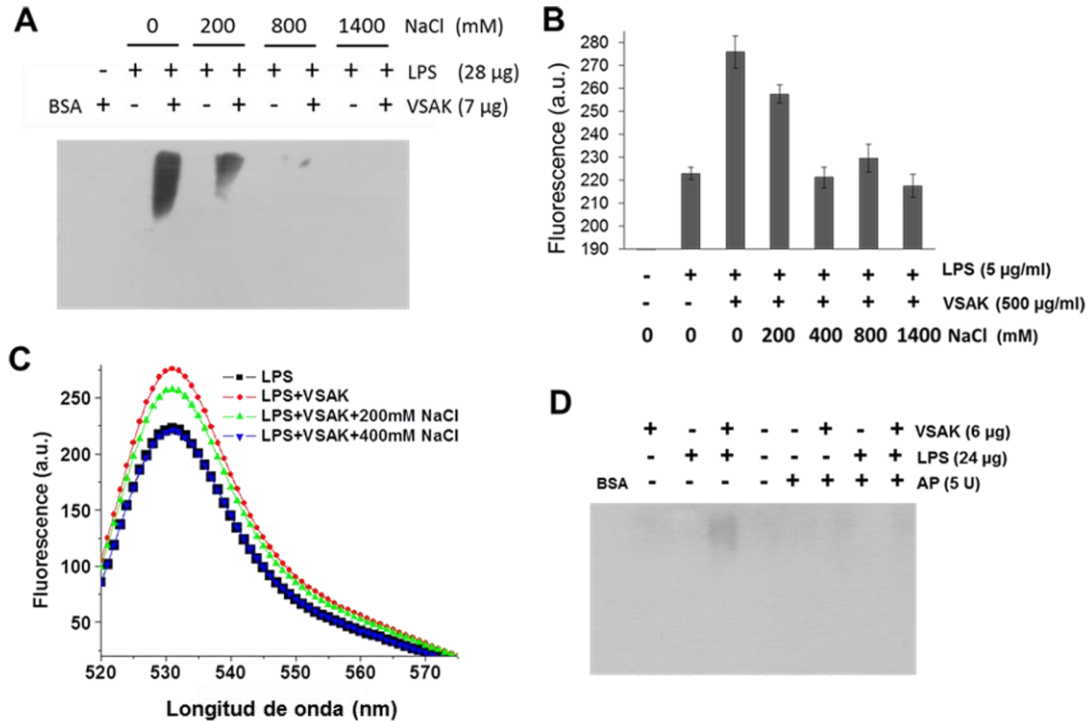 A
0 200 800 1400 NaCl (mM)
- + + + + + + + + LPS (28 µg)
BSA + - + - + - + - + VSAK (7 µg)
B
Fluorescence (a.u.)
280
270
260
250
240
230
220
210
200
190
- + + + + + + LPS (5 µg/ml)
- - + + + + + VSAK (500 µg/ml)
0 0 0 200 400 800 1400 NaCl (mM)
C
Fluorescence (a.u.)
250
200
150
100
50
LPS
LPS+VSAK
LPS+VSAK+200mM NaCl
LPS+VSAK+400mM NaCl
520 530 540 550 560 570
Longitud de onda (nm)
D
+ - + - - + - + VSAK (6 µg)
- + + - - - + + LPS (24 µg)
BSA - - - - + + + + AP (5 U)